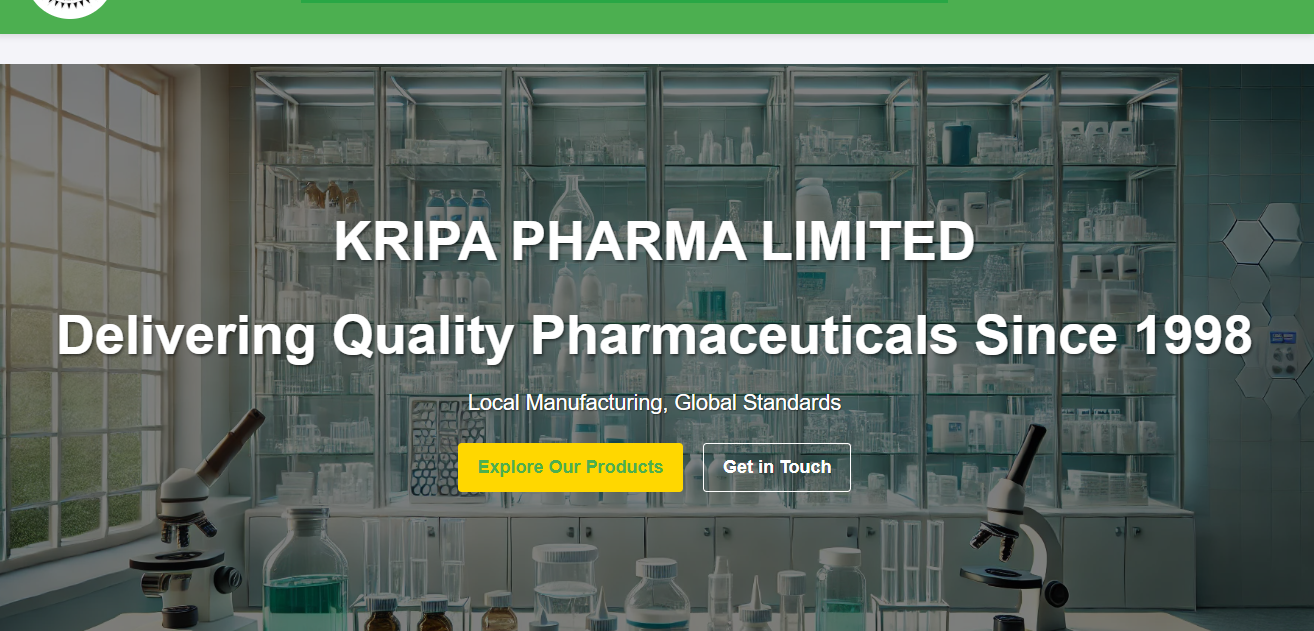 KRIPA PHARMA LIMITED
Delivering Quality Pharmaceuticals Since 1998
Local Manufacturing, Global Standards
Explore Our Products
Get in Touch